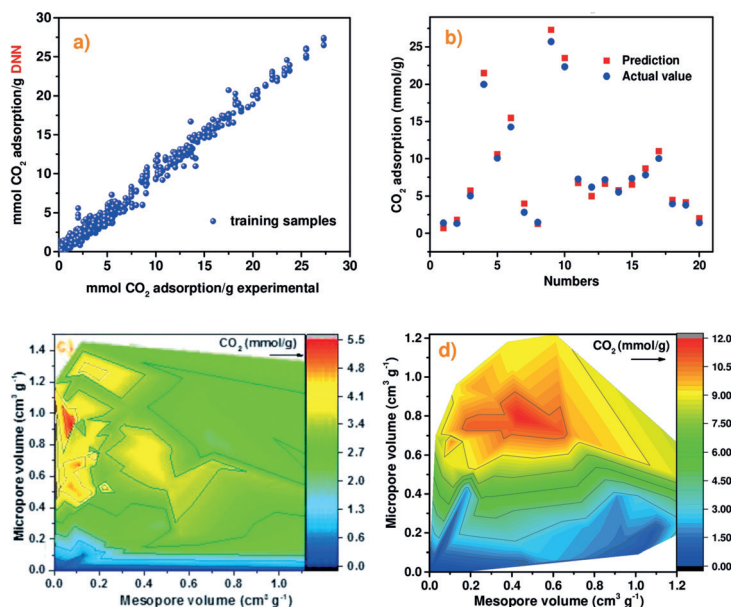 a)
mmol CO2 adsorption/g DNN
30
25
20
15
10
5
0
training samples
0 5 10 15 20 25 30
mmol CO2 adsorption/g experimental
b)
CO2 adsorption (mmol/g)
25
20
15
10
5
0
Prediction
Actual value
0 5 10 15 20
Numbers
c)
CO2 (mmol/g)
Micropore volume (cm3 g-1)
1.4
1.2
1.0
0.8
0.6
0.4
0.2
0.0
0.0 0.2 0.4 0.6 0.8 1.0
Mesopore volume (cm3 g-1)
5.5
4.8
4.1
3.4
2.7
2.0
1.3
0.6
0.0
d)
CO2 (mmol/g)
Micropore volume (cm3 g-1)
1.2
1.0
0.8
0.6
0.4
0.2
0.0
0.0 0.2 0.4 0.6 0.8 1.0 1.2
Mesopore volume (cm3 g-1)
12.0
10.5
9.00
7.50
6.00
4.50
3.00
1.50
0.00